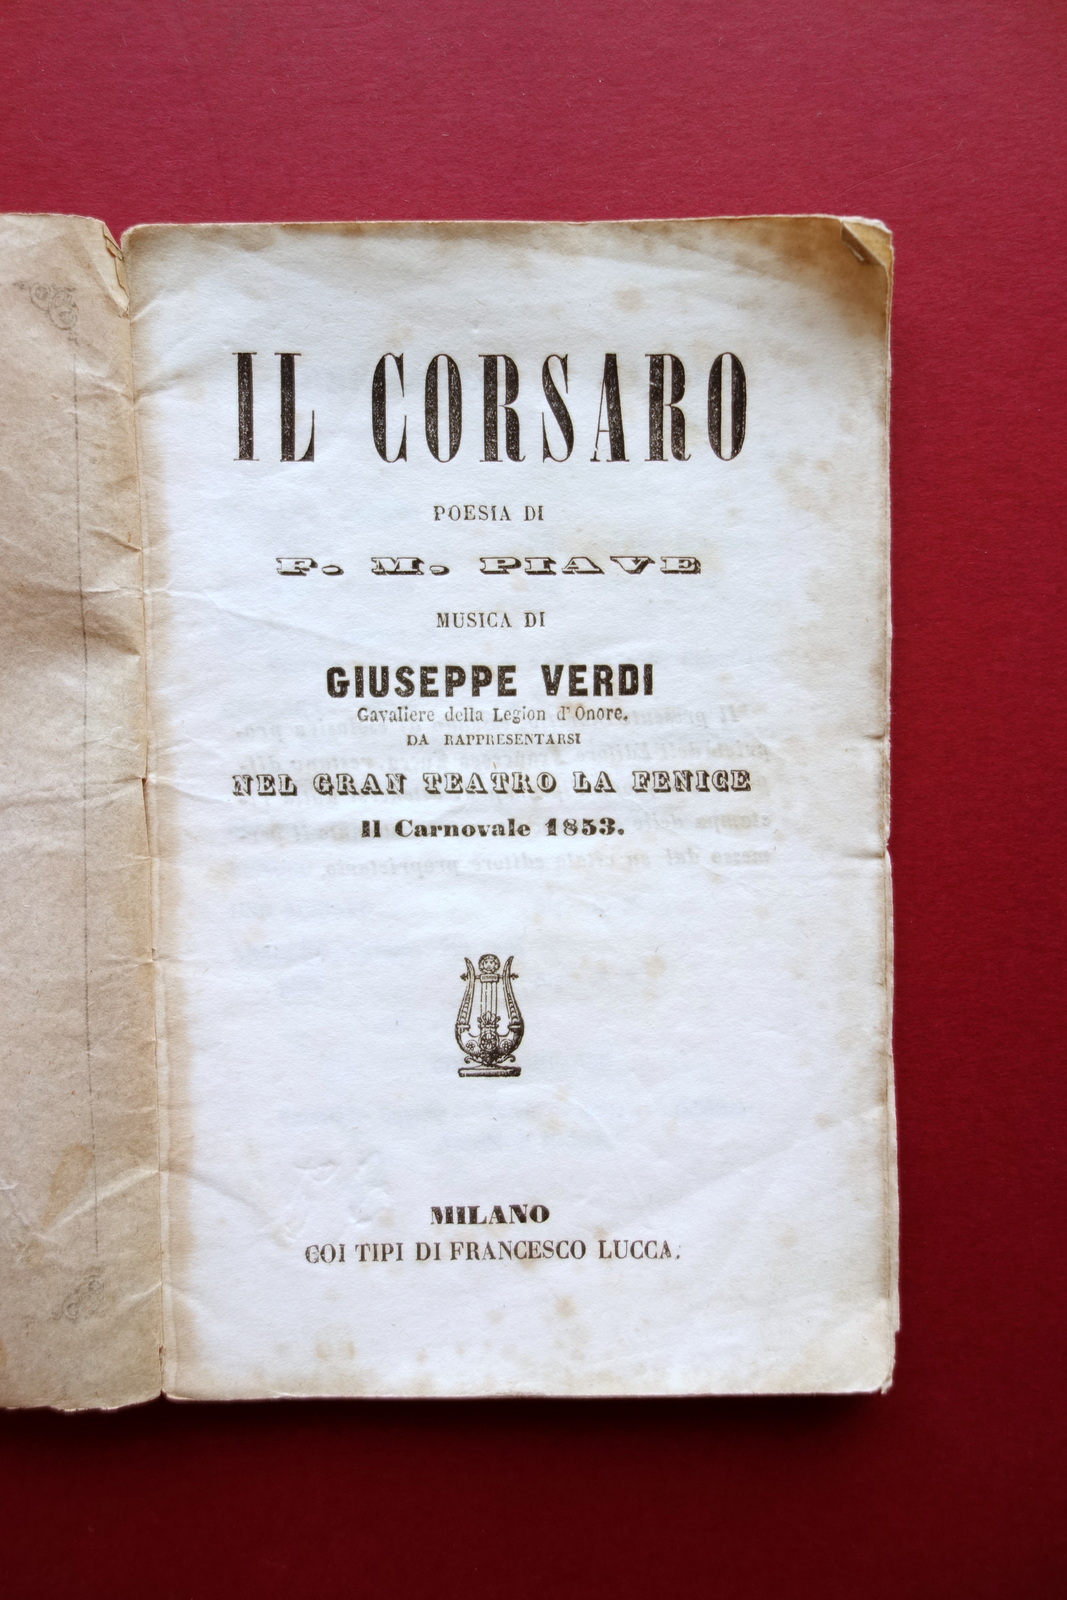 IL CORSARO
POESIA DI
F. M. PIAVE
MUSICA DI
GIUSEPPE VERDI
Cavaliere della Legion d'Onore.
DA RAPPRESENTARSI
NEL GRAN TEATRO LA FENICE
Il Carnovale 1853.
MILANO
COI TIPI DI FRANCESCO LUCCA.